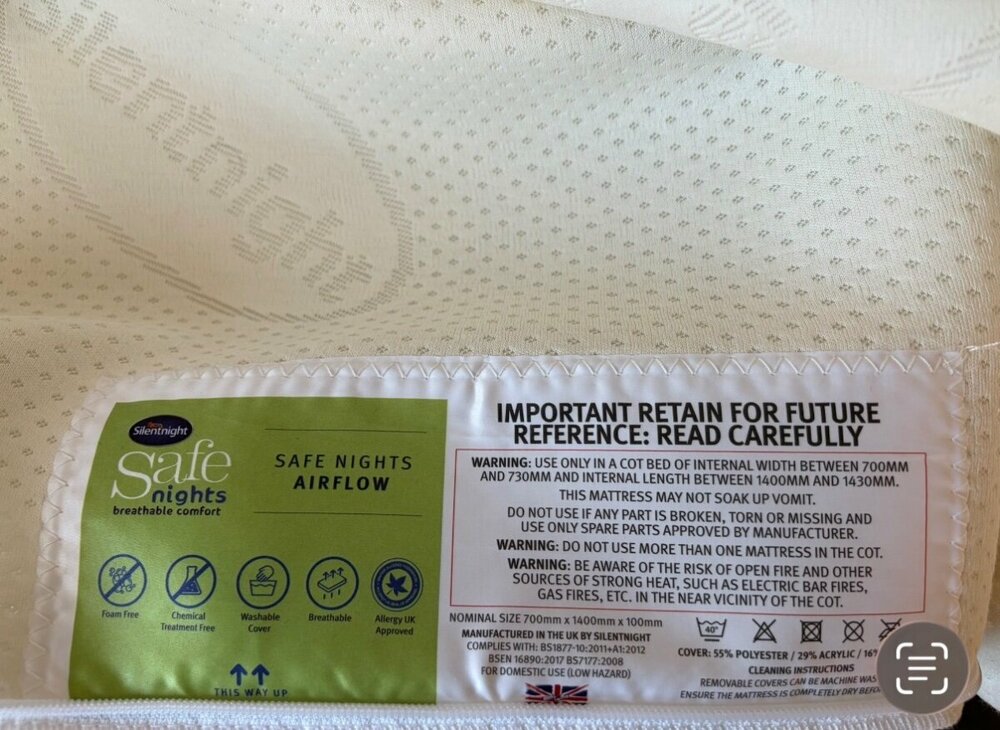 Silentnight
Silentnight
Safe
nights
breathable comfort
SAFE NIGHTS
AIRFLOW
Foam Free
Chemical
Treatment Free
Washable
Cover
Breathable
Allergy UK
Approved
THIS WAY UP
IMPORTANT RETAIN FOR FUTURE
REFERENCE: READ CAREFULLY
WARNING: USE ONLY IN A COT BED OF INTERNAL WIDTH BETWEEN 700MM
AND 730MM AND INTERNAL LENGTH BETWEEN 1400MM AND 1430MM.
THIS MATTRESS MAY NOT SOAK UP VOMIT.
DO NOT USE IF ANY PART IS BROKEN, TORN OR MISSING AND
USE ONLY SPARE PARTS APPROVED BY MANUFACTURER.
WARNING: DO NOT USE MORE THAN ONE MATTRESS IN THE COT.
WARNING: BE AWARE OF THE RISK OF OPEN FIRE AND OTHER
SOURCES OF STRONG HEAT, SUCH AS ELECTRIC BAR FIRES,
GAS FIRES, ETC. IN THE NEAR VICINITY OF THE COT.
NOMINAL SIZE 700mm x 1400mm x 100mm
MANUFACTURED IN THE UK BY SILENTNIGHT
COMPLIES WITH: BS1877-10:2011+A1:2012
BSEN 16890:2017 BS7177:2008
FOR DOMESTIC USE (LOW HAZARD)
40°
COVER: 55% POLYESTER / 29% ACRYLIC / 16%
CLEANING INSTRUCTIONS
REMOVABLE COVERS CAN BE MACHINE WAS
ENSURE THE MATTRESS IS COMPLETELY DRY BEFO